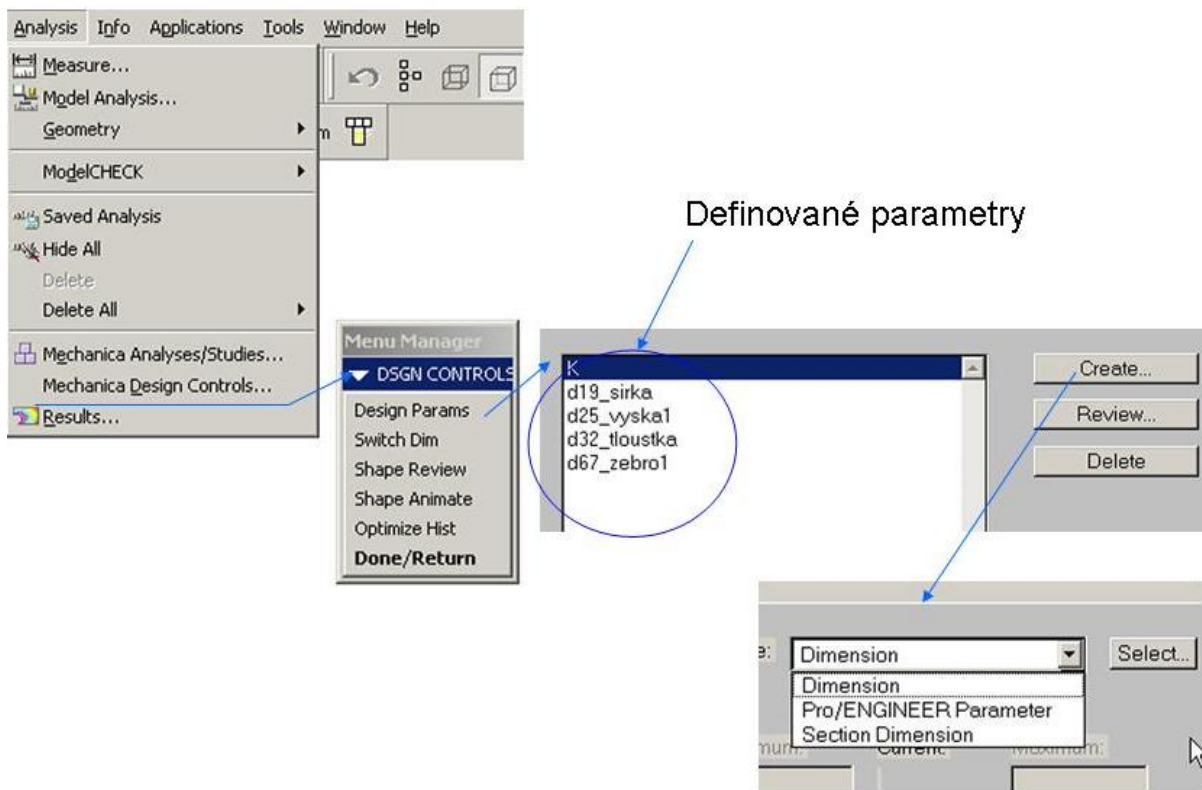 Analysis Info Applications Tools Window Help
Measure...
Model Analysis...
Geometry
ModelCHECK
Saved Analysis
Hide All
Delete
Delete All
Mechanica Analyses/Studies...
Mechanica Design Controls...
Results...
m
Definované parametry
Menu Manager
DSGN CONTROLS
Design Params
Switch Dim
Shape Review
Shape Animate
Optimize Hist
Done/Return
K
d19_sirka
d25_vyska1
d32_tloustka
d67_zebro1
Create...
Review...
Delete
e: Dimension Select...
Dimension
Pro/ENGINEER Parameter
Section Dimension
mum: Current: Maximum: